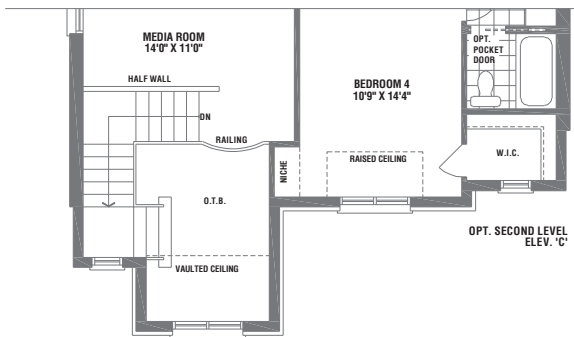 MEDIA ROOM
14'0" X 11'0"
HALF WALL
DN
RAILING
NICHE
O.T.B.
VAULTED CEILING
BEDROOM 4
10'9" X 14'4"
RAISED CEILING
OPT.
POCKET
DOOR
W.I.C.
OPT. SECOND LEVEL
ELEV. 'C'